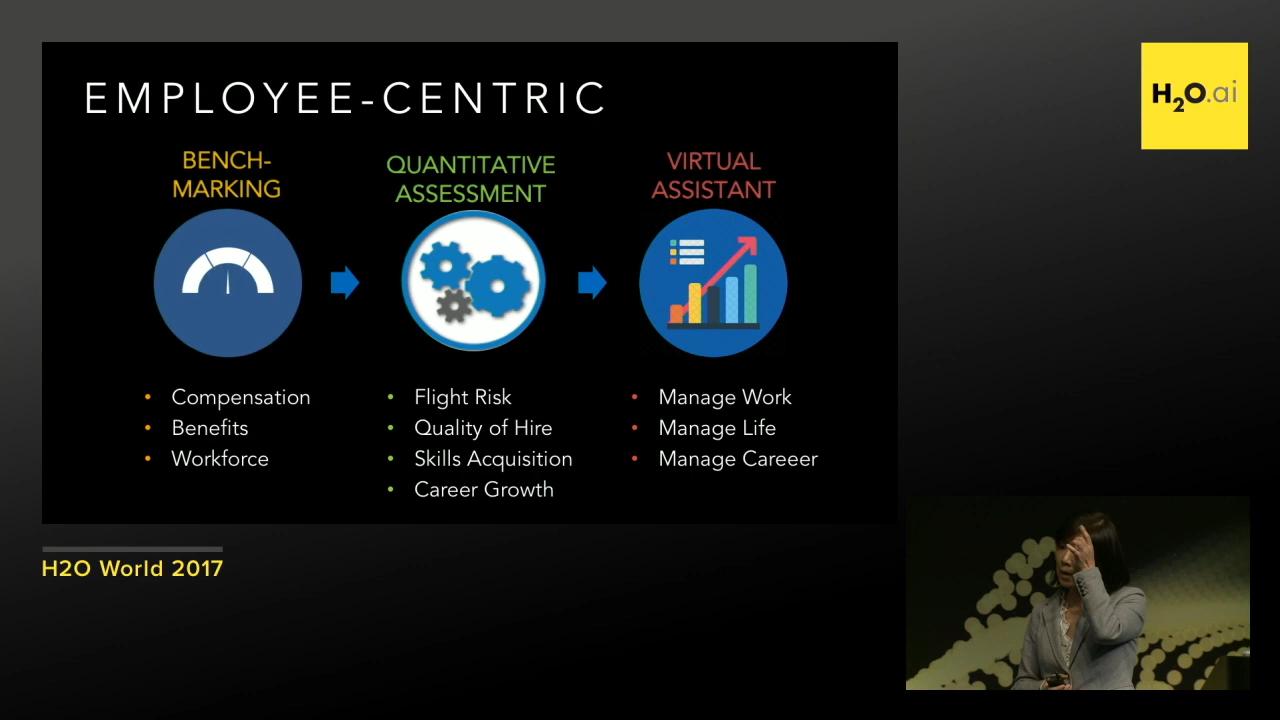 EMPLOYEE-CENTRIC
BENCH-
MARKING
QUANTITATIVE
ASSESSMENT
VIRTUAL
ASSISTANT
• Compensation
• Benefits
• Workforce
• Flight Risk
• Quality of Hire
• Skills Acquisition
• Career Growth
• Manage Work
• Manage Life
• Manage Careeer
H2O.ai
H2O World 2017